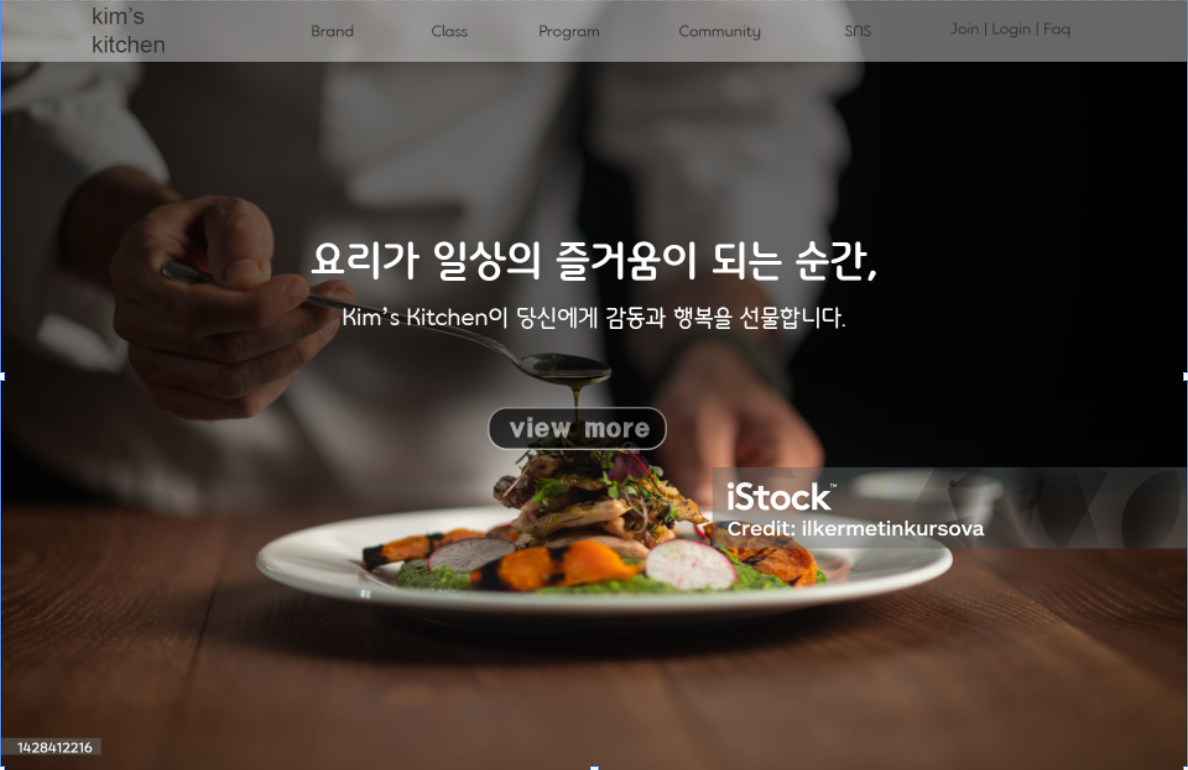 kim's
kitchen
Brand
Class
Program
Community
SNS
Join | Login | Faq
요리가 일상의 즐거움이 되는 순간,
Kim's Kitchen이 당신에게 감동과 행복을 선물합니다.
view more
iStock™
Credit: ilkermetinkursova
1428412216